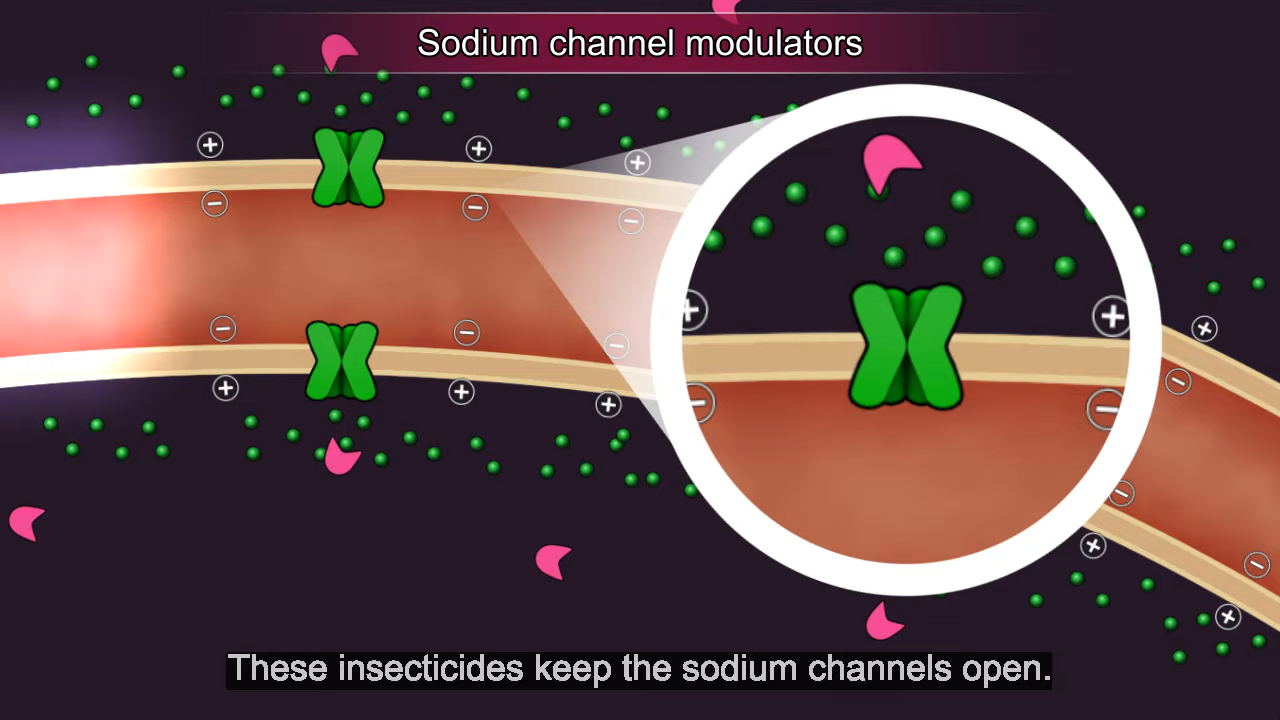 Sodium channel modulators
These insecticides keep the sodium channels open.